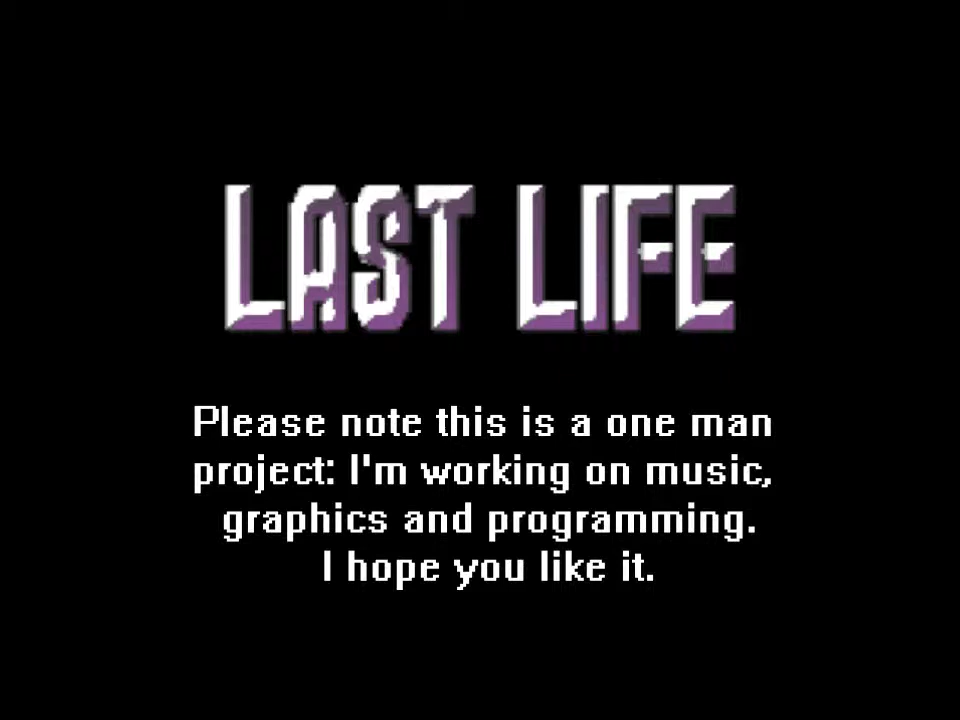 LAST LIFE
Please note this is a one man
project: I'm working on music,
graphics and programming.
I hope you like it.